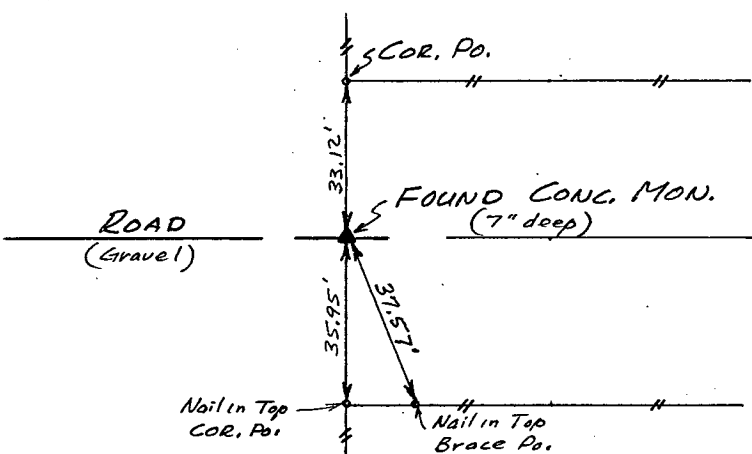 COR. PO.
33.12'
FOUND CONC. MON.
(7" deep)
ROAD
(Gravel)
35.95'
37.57'
Nail in Top
COR. PO.
Nail in Top
Brace Po.